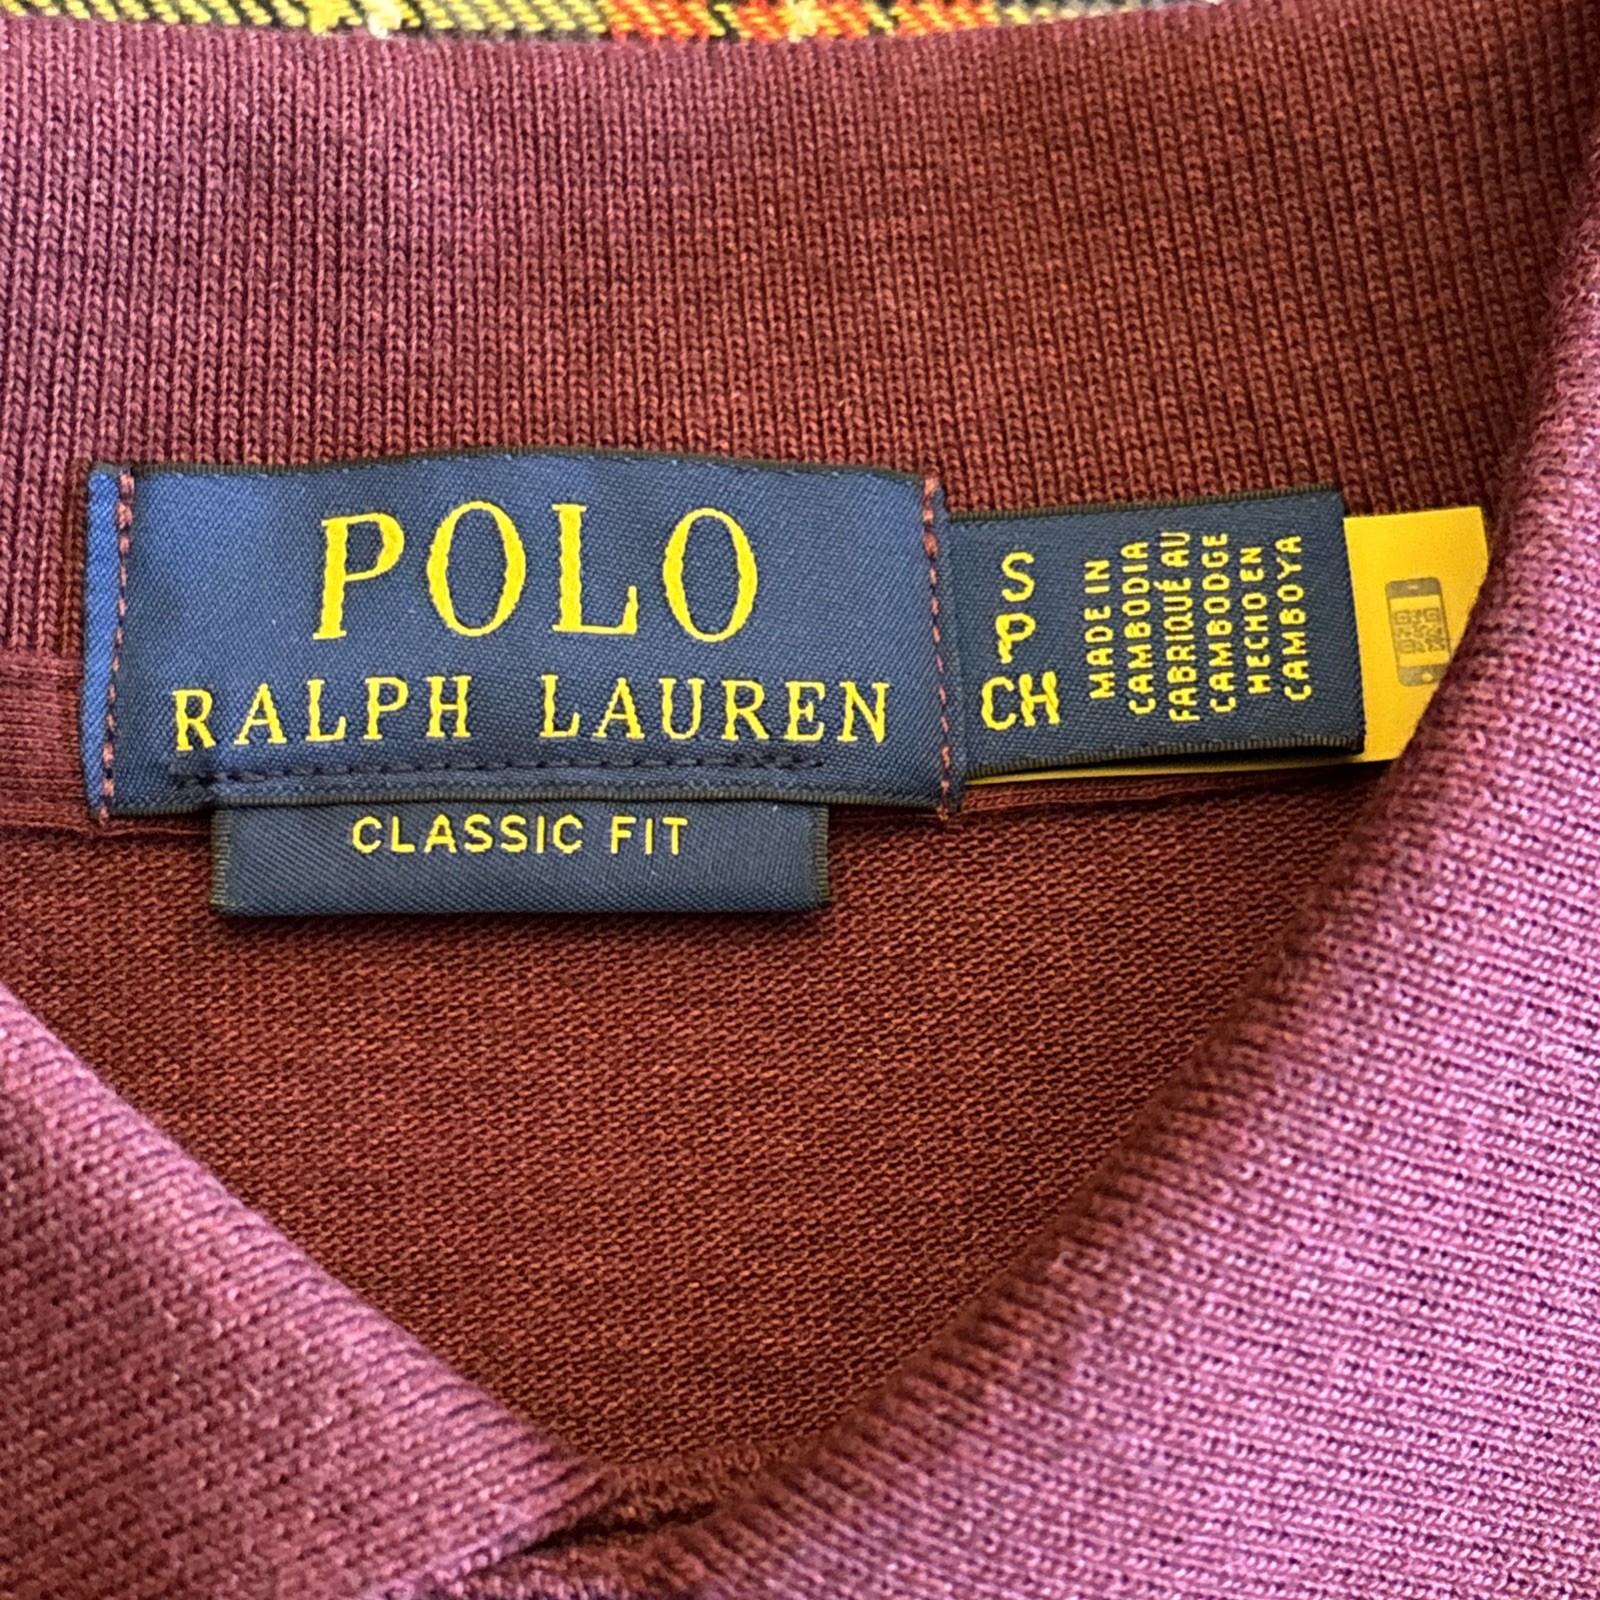 POLO
RALPH LAUREN
CLASSIC FIT
S
P
CH
MADE IN
CAMBODIA
FABRIQUÉ AU
CAMBODGE
HECHO EN
CAMBOYA